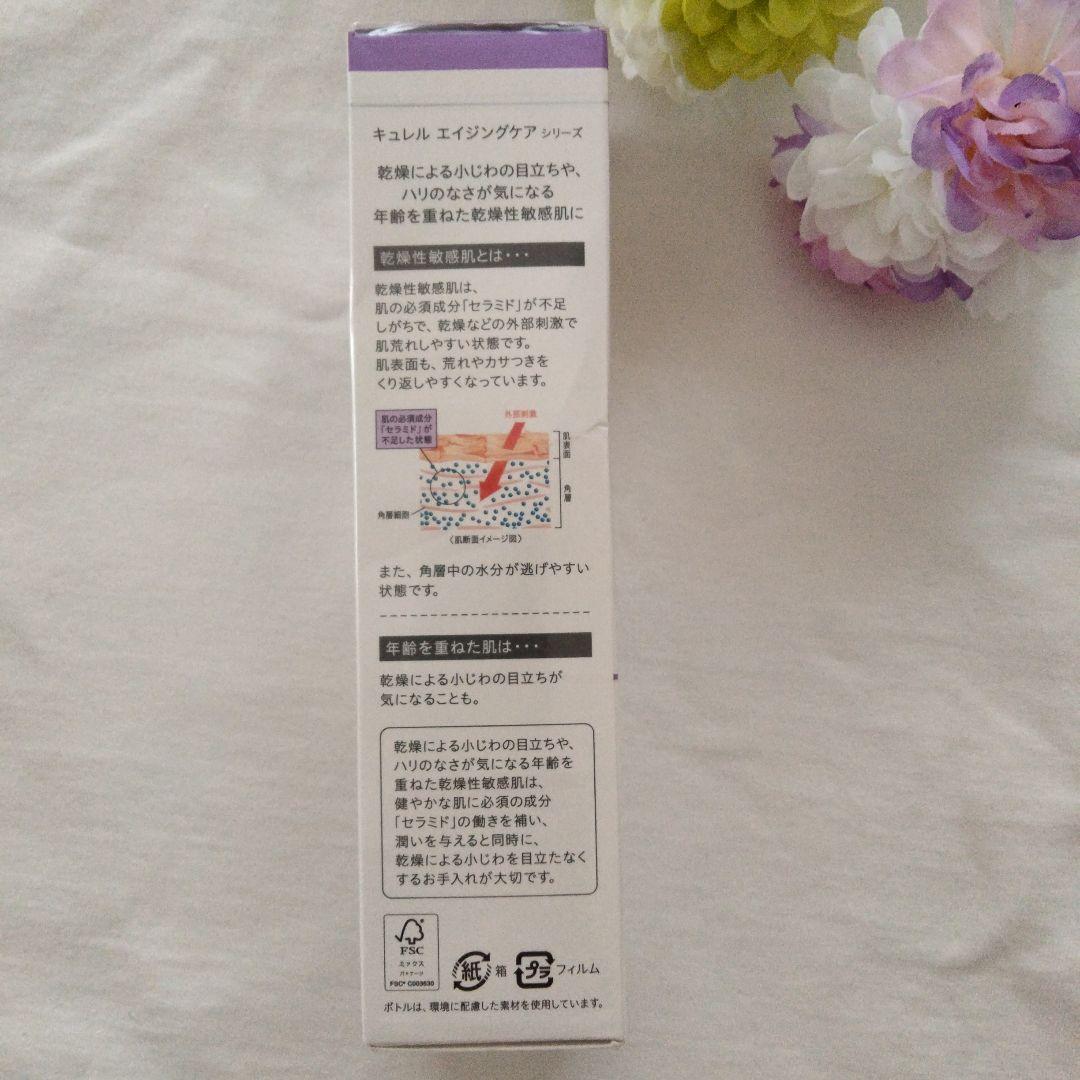 キュレル エイジングケア シリーズ
乾燥による小じわの目立ちや、
ハリのなさが気になる
年齢を重ねた乾燥性敏感肌に
乾燥性敏感肌とは・・・
乾燥性敏感肌は、
肌の必須成分「セラミド」が不足
しがちで、乾燥などの外部刺激で
肌荒れしやすい状態です。
肌表面も、荒れやカサつきを
くり返しやすくなっています。
肌の必須成分
「セラミド」が
不足した状態
外部刺激
肌表面
角層
角層細胞
〈肌断面イメージ図〉
また、角層中の水分が逃げやすい
状態です。
年齢を重ねた肌は・・・
乾燥による小じわの目立ちが
気になることも。
乾燥による小じわの目立ちや、
ハリのなさが気になる年齢を
重ねた乾燥性敏感肌は、
健やかな肌に必須の成分
「セラミド」の働きを補い、
潤いを与えると同時に、
乾燥による小じわを目立たなく
するお手入れが大切です。
FSC
ミックス
パッケージ
FSC® C003630
紙 箱
プラ フィルム
ボトルは、環境に配慮した素材を使用しています。